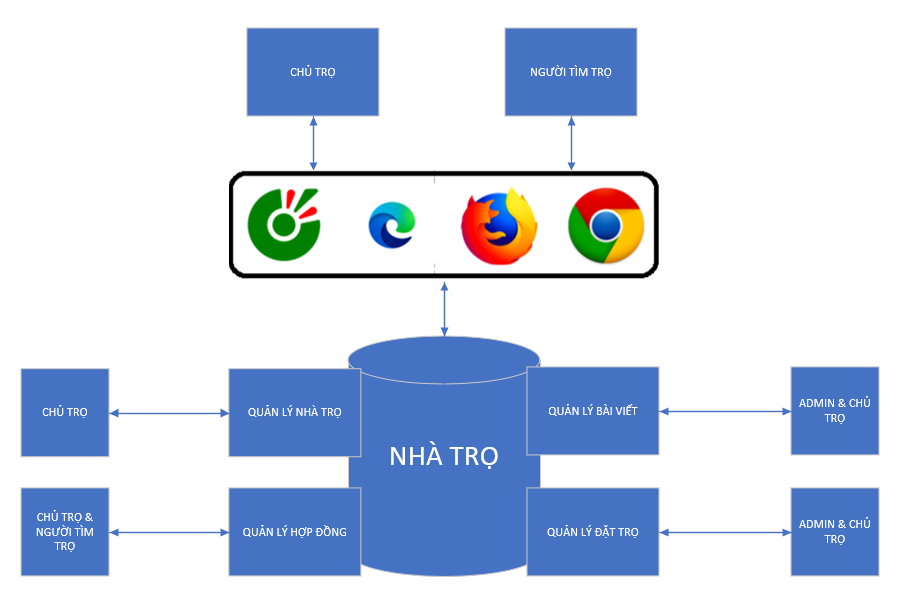 CHỦ TRỌ
NGƯỜI TÌM TRỌ
CHỦ TRỌ
QUẢN LÝ NHÀ TRỌ
NHÀ TRỌ
QUẢN LÝ BÀI VIẾT
ADMIN & CHỦ
TRỌ
CHỦ TRỌ &
NGƯỜI TÌM
TRỌ
QUẢN LÝ HỢP ĐỒNG
QUẢN LÝ ĐẶT TRỌ
ADMIN & CHỦ
TRỌ